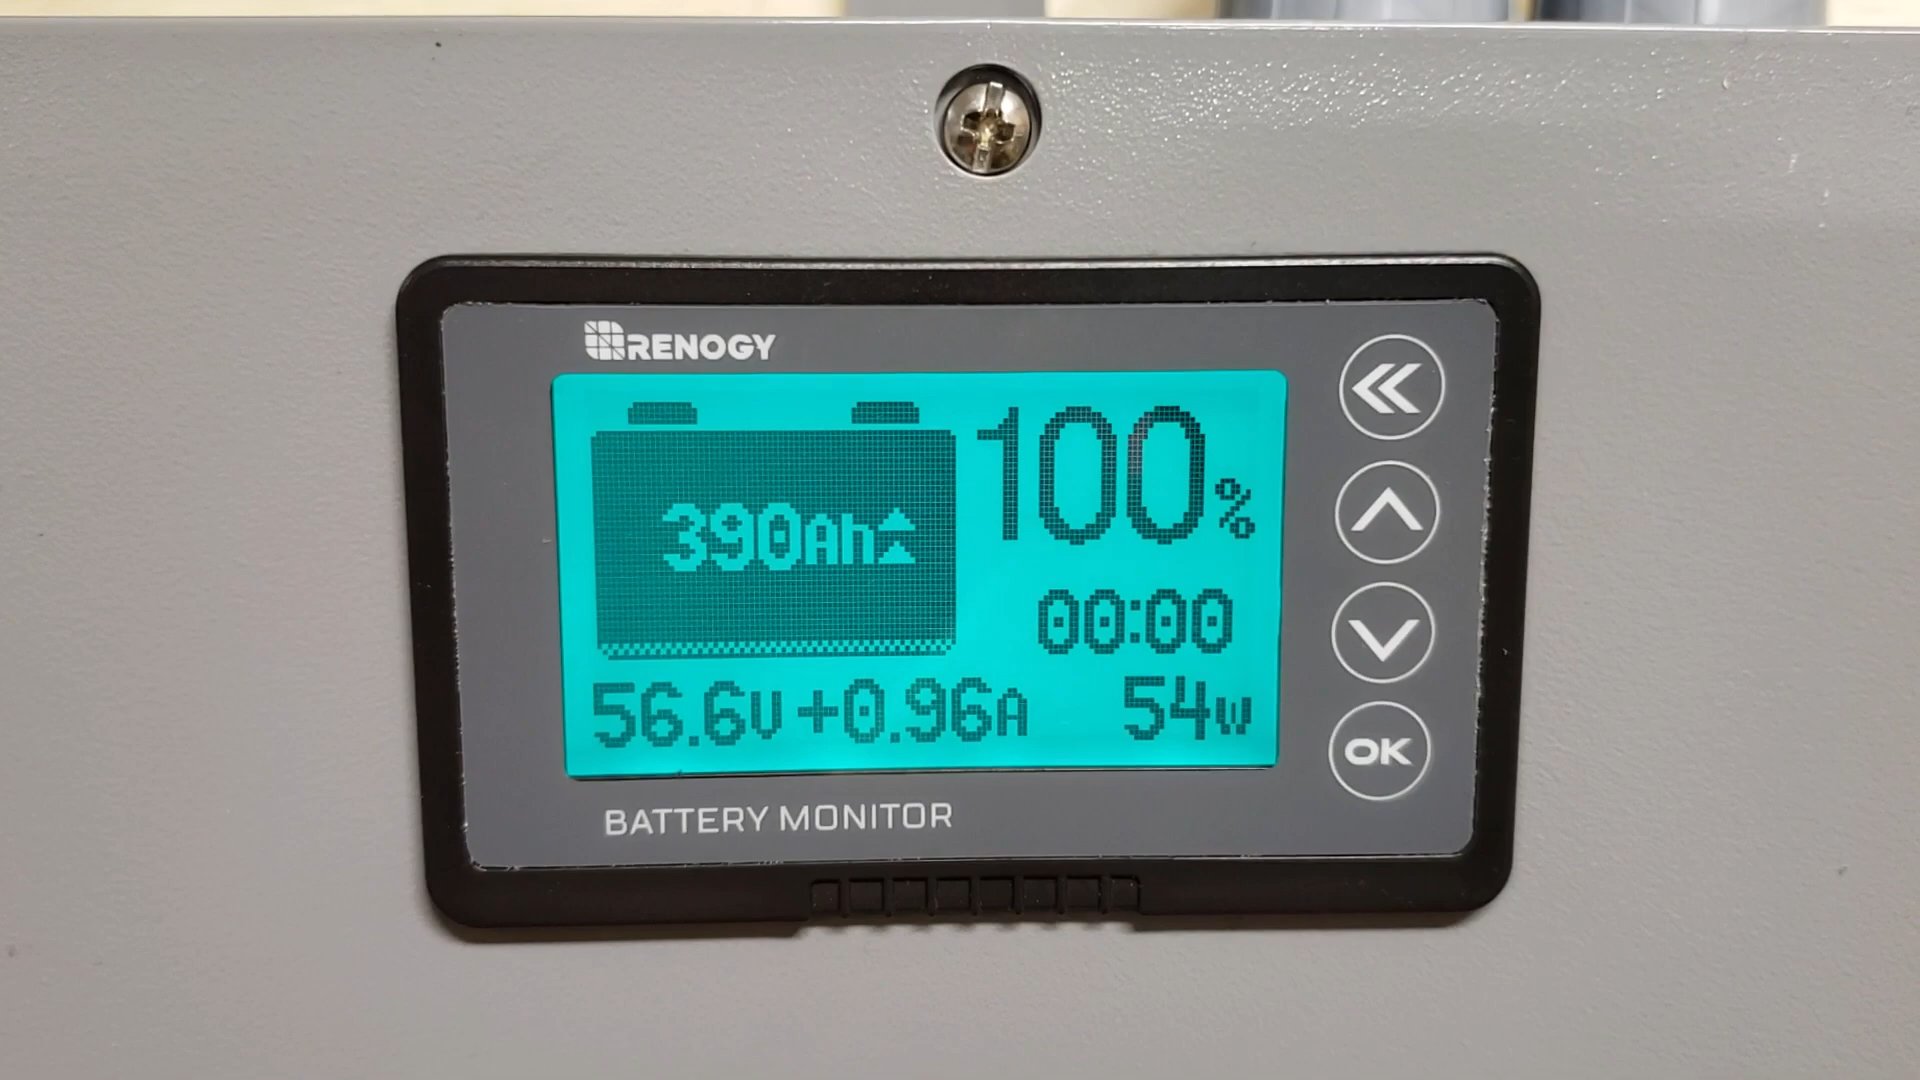 RENOGY
390Ah
100%
00:00
56.6V +0.96A 54W
OK
BATTERY MONITOR